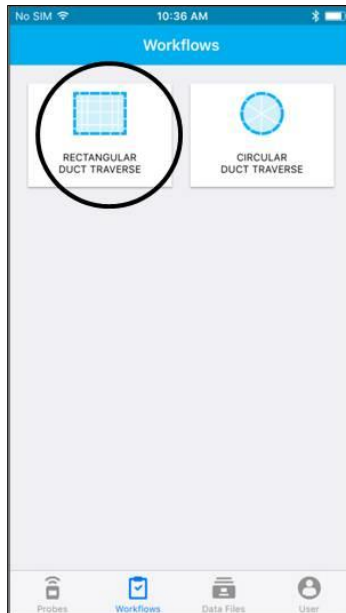 No SIM 10:36 AM
Workflows
RECTANGULAR
DUCT TRAVERSE
CIRCULAR
DUCT TRAVERSE
Probes Workflows Data Files User